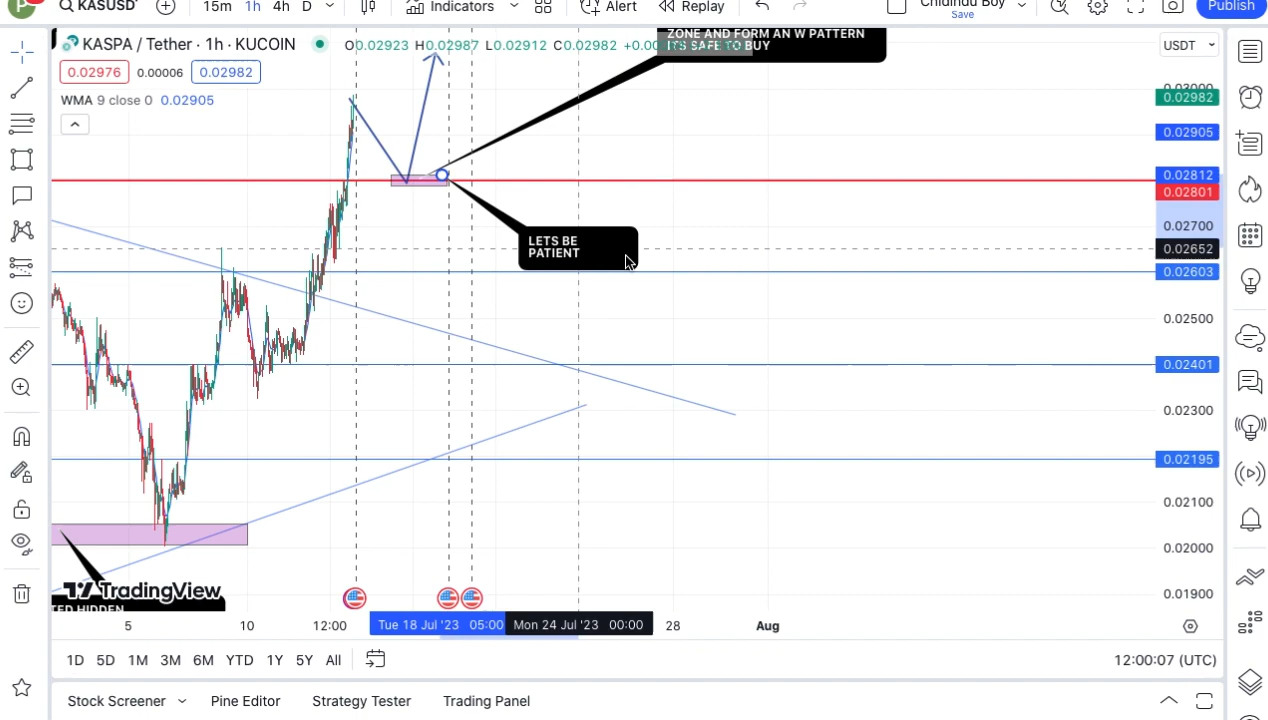 P
KASUSDT
15m 1h 4h D
Indicators
Alert
Replay
Chidindu Boy
Save
Publish
KASPA / Tether · 1h · KUCOIN
O0.02923 H0.02987 L0.02912 C0.02982
USDT
0.02976 0.00006 0.02982
WMA 9 close 0 0.02905
ZONE AND FORM AN W PATTERN
ITS SAFE TO BUY
LETS BE
PATIENT
0.03000
0.02982
0.02905
0.02812
0.02801
0.02700
0.02652
0.02603
0.02500
0.02401
0.02300
0.02195
0.02100
0.02000
0.01900
TradingView
TED HIDDEN
5 10 12:00 Tue 18 Jul '23 05:00 Mon 24 Jul '23 00:00 28 Aug
1D 5D 1M 3M 6M YTD 1Y 5Y All
12:00:07 (UTC)
Stock Screener Pine Editor Strategy Tester Trading Panel